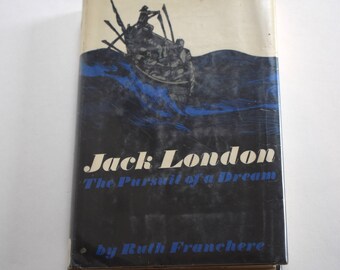 Jack London
The Pursuit of a Dream
by Ruth Franchere